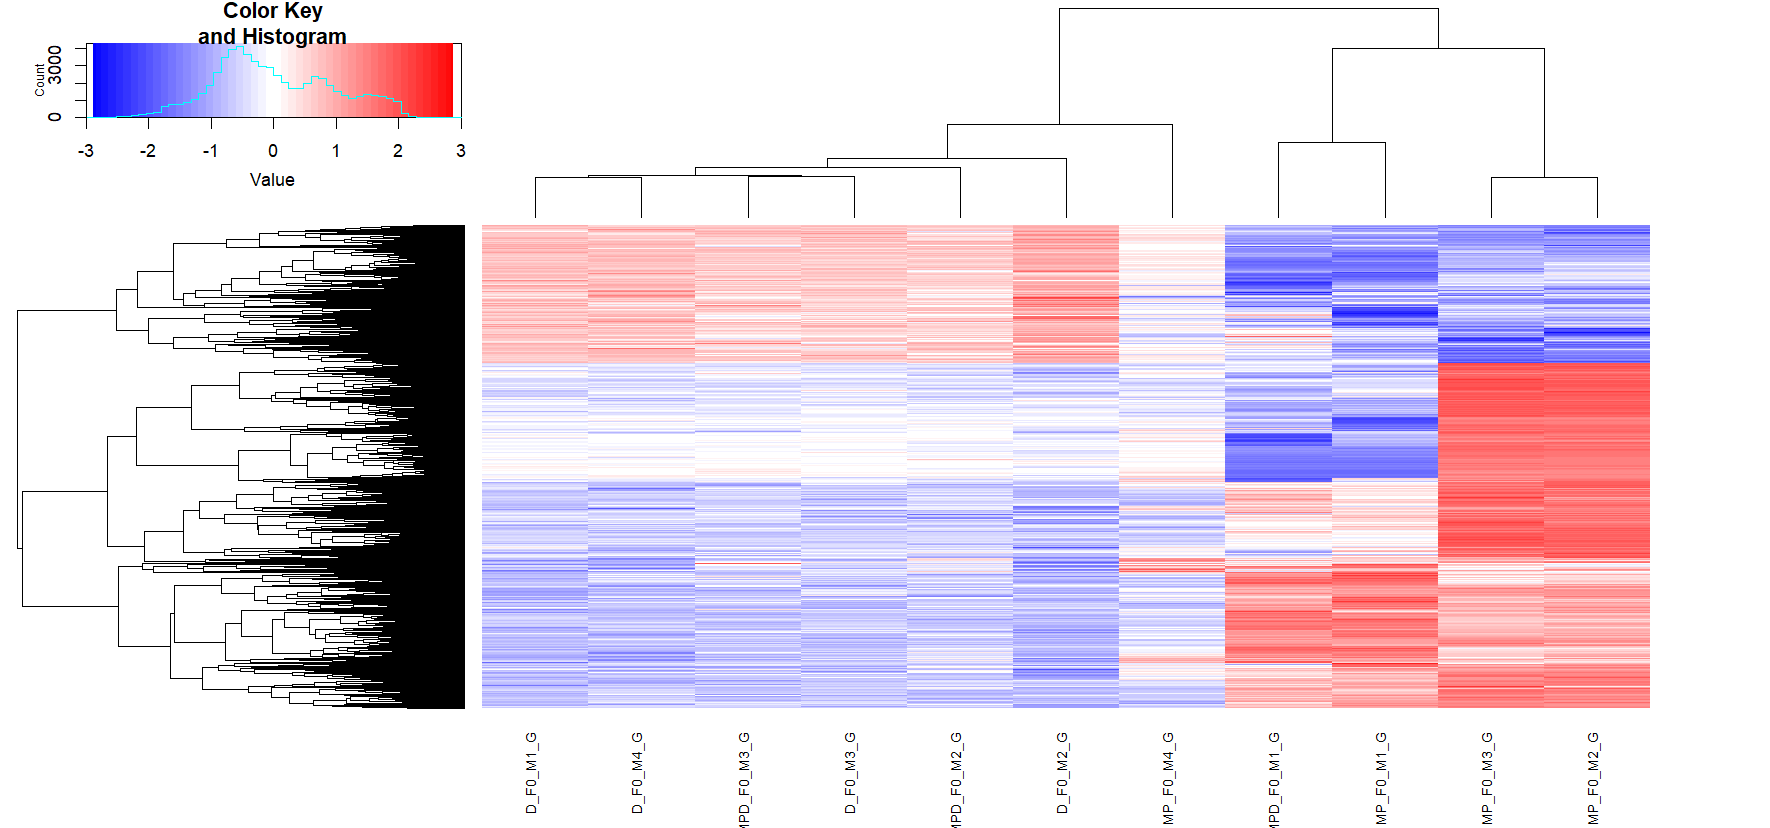 Color Key
and Histogram
Count
0 3000
-3 -2 -1 0 1 2 3
Value
D_F0_M1_G
D_F0_M4_G
MPD_F0_M3_G
D_F0_M3_G
MPD_F0_M2_G
D_F0_M2_G
MP_F0_M4_G
MPD_F0_M1_G
MP_F0_M1_G
MP_F0_M3_G
MP_F0_M2_G